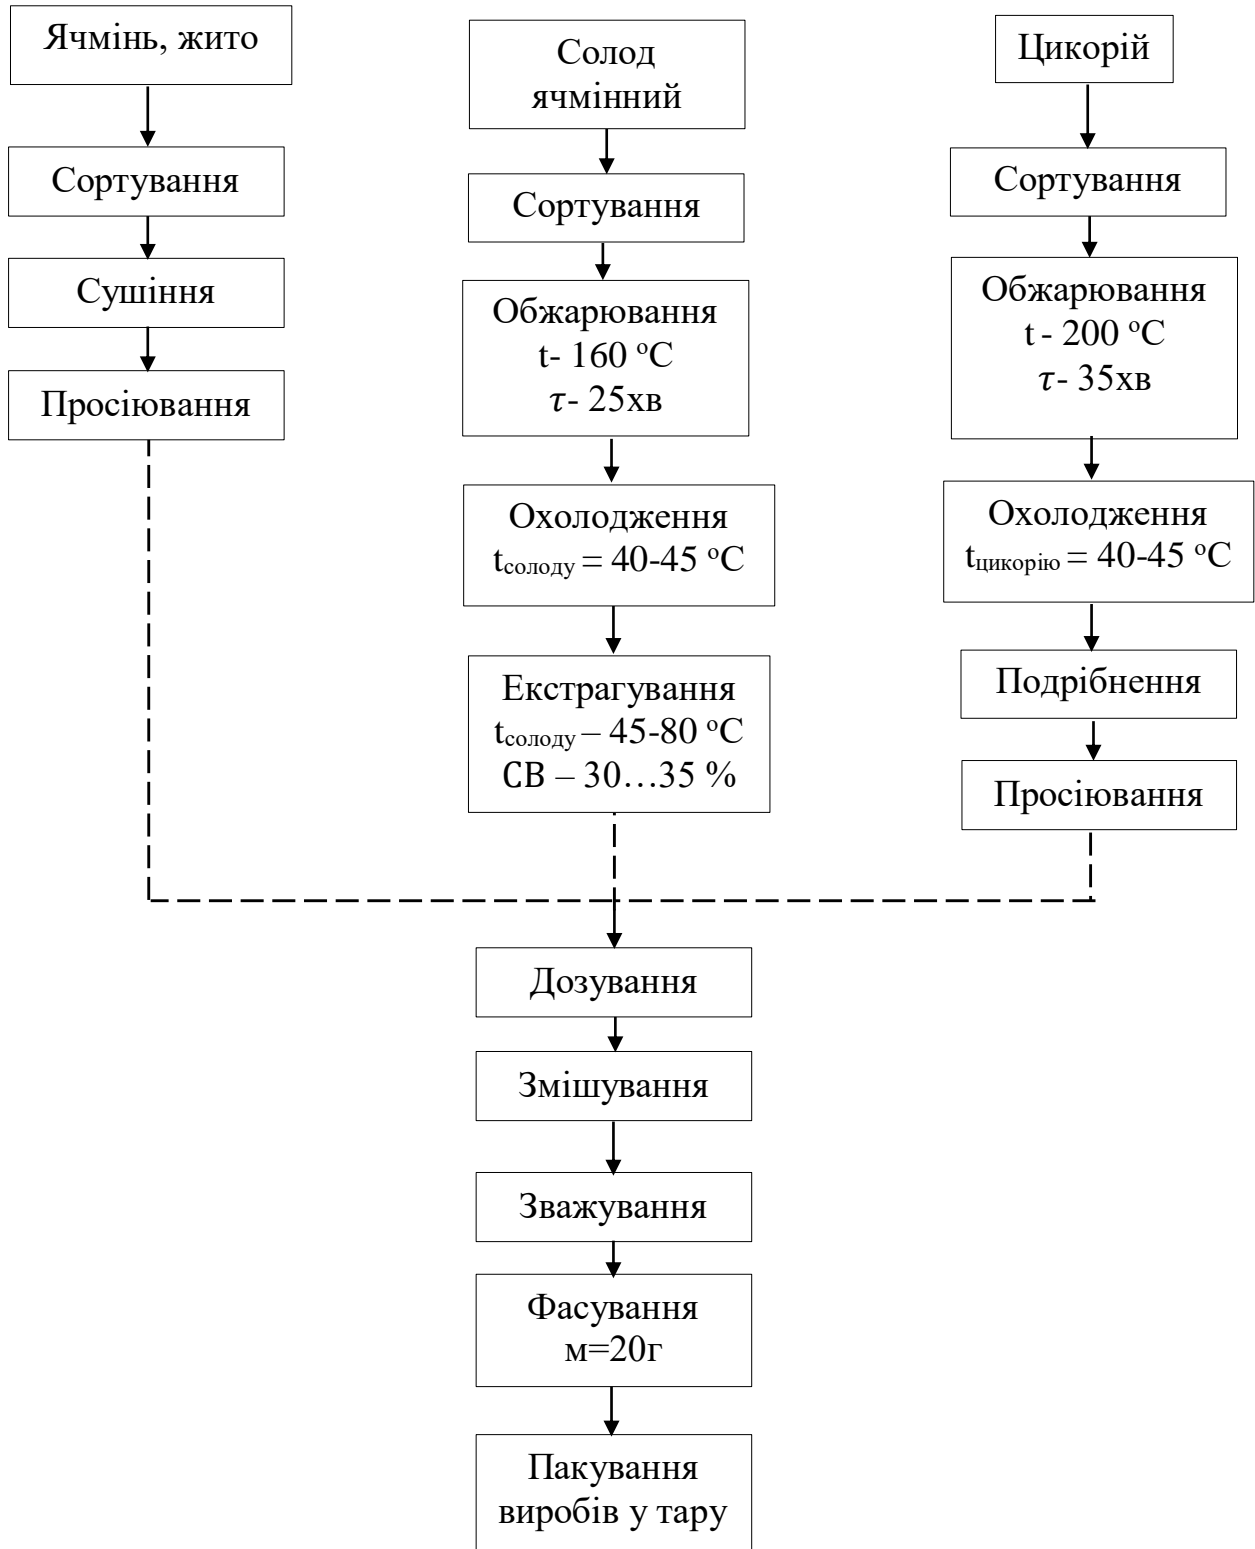 Ячмінь, жито
Сортування
Сушіння
Просіювання
Солод
ячмінний
Сортування
Обжарювання
t- 160 °C
τ- 25хв
Охолодження
tсолоду = 40-45 °C
Екстрагування
tсолоду – 45-80 °C
СВ – 30…35 %
Цикорій
Сортування
Обжарювання
t - 200 °C
τ- 35хв
Охолодження
tцикорію = 40-45 °C
Подрібнення
Просіювання
Дозування
Змішування
Зважування
Фасування
м=20г
Пакування
виробів у тару